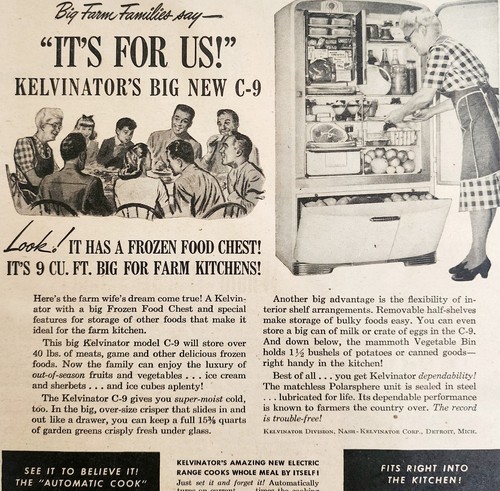 Big Farm Families say—
"IT'S FOR US!"
KELVINATOR'S BIG NEW C-9
Look! IT HAS A FROZEN FOOD CHEST!
IT'S 9 CU. FT. BIG FOR FARM KITCHENS!
Here's the farm wife's dream come true! A Kelvin-
ator with a big Frozen Food Chest and special
features for storage of other foods that make it
ideal for the farm kitchen.
This big Kelvinator model C-9 will store over
40 lbs. of meats, game and other delicious frozen
foods. Now the family can enjoy the luxury of
out-of-season fruits and vegetables . . . ice cream
and sherbets . . . and ice cubes aplenty!
The Kelvinator C-9 gives you super-moist cold,
too. In the big, over-size crisper that slides in and
out like a drawer, you can keep a full 15¾ quarts
of garden greens crisply fresh under glass.
Another big advantage is the flexibility of in-
terior shelf arrangements. Removable half-shelves
make storage of bulky foods easy. You can even
store a big can of milk or crate of eggs in the C-9.
And down below, the mammoth Vegetable Bin
holds 1½ bushels of potatoes or canned goods—
right handy in the kitchen!
Best of all . . . you get Kelvinator dependability!
The matchless Polarsphere unit is sealed in steel
. . . lubricated for life. Its dependable performance
is known to farmers the country over. The record
is trouble-free!
KELVINATOR DIVISION, NASH-KELVINATOR CORP., DETROIT, MICH.
SEE IT TO BELIEVE IT!
THE "AUTOMATIC COOK"
KELVINATOR'S AMAZING NEW ELECTRIC
RANGE COOKS WHOLE MEAL BY ITSELF!
Just set it and forget it! Automatically
FITS RIGHT INTO
THE KITCHEN!